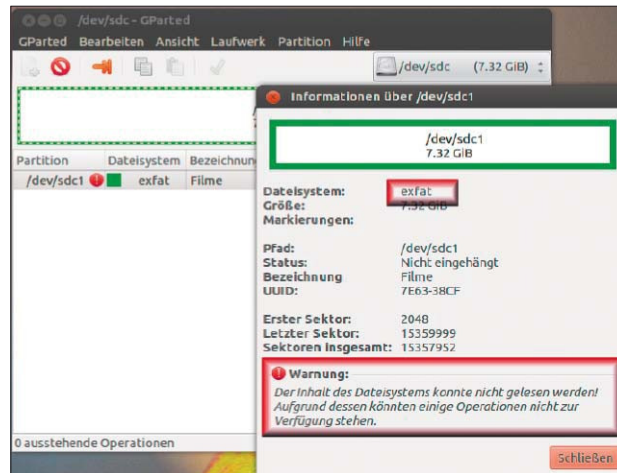 /dev/sdc - GParted
GParted Bearbeiten Ansicht Laufwerk Partition Hilfe
/dev/sdc (7.32 GiB)
Partition Dateisystem Bezeichnun
/dev/sdc1 exfat Filme
0 ausstehende Operationen
Informationen über /dev/sdc1
/dev/sdc1
7.32 GiB
Dateisystem: exfat
Größe: 7.32 GiB
Markierungen:
Pfad: /dev/sdc1
Status: Nicht eingehängt
Bezeichnung Filme
UUID: 7E63-38CF
Erster Sektor: 2048
Letzter Sektor: 15359999
Sektoren insgesamt: 15357952
Warnung:
Der Inhalt des Dateisystems konnte nicht gelesen werden!
Aufgrund dessen könnten einige Operationen nicht zur
Verfügung stehen.
Schließen